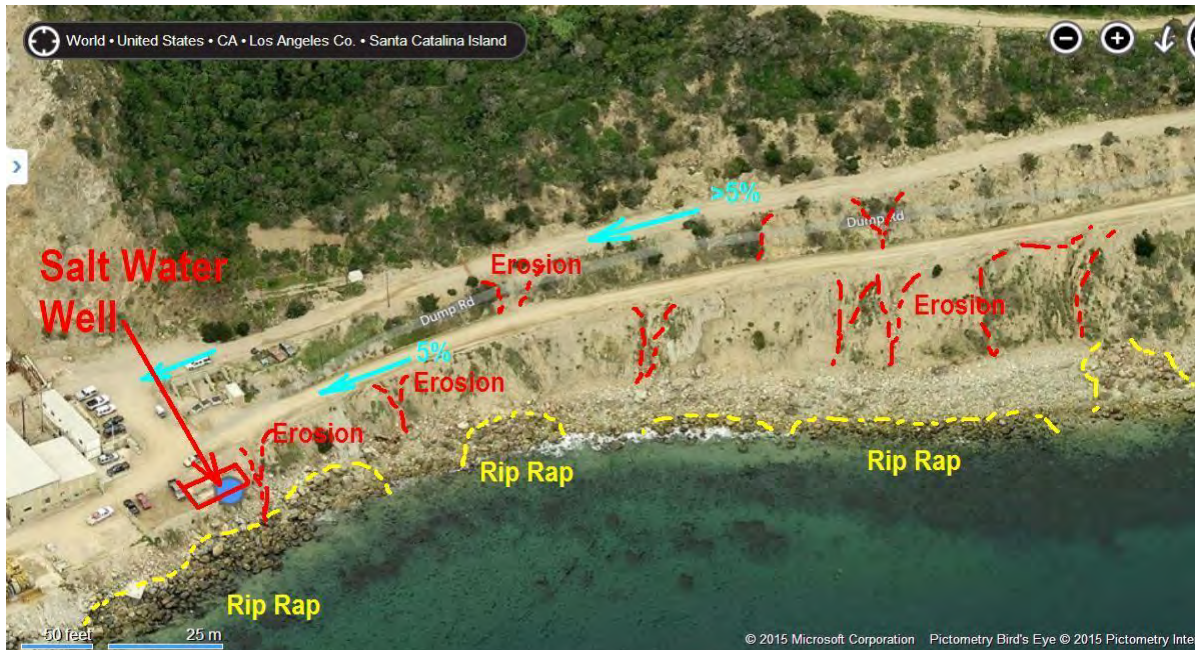 World • United States • CA • Los Angeles Co. • Santa Catalina Island
>5%
Dump Rd
Erosion
Salt Water
Well
Dump Rd
Erosion
5%
Erosion
Erosion
Rip Rap
Rip Rap
Rip Rap
50 feet
25 m
© 2015 Microsoft Corporation Pictometry Bird's Eye © 2015 Pictometry Inte